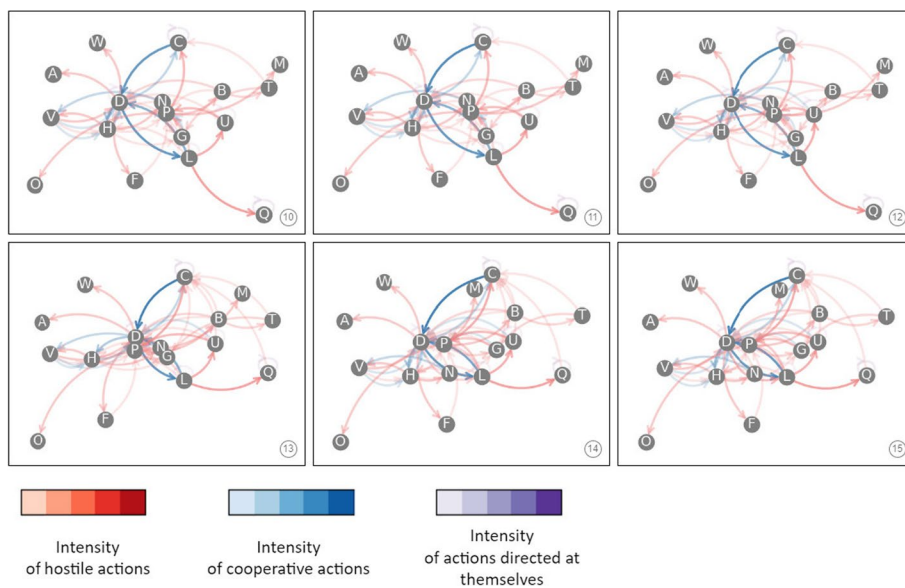 W
C
A
M
T
B
D
N
P
V
H
U
G
L
O
F
Q
10
W
C
A
M
T
B
D
N
P
V
H
U
G
L
O
F
Q
11
W
C
A
M
T
B
D
N
P
V
H
U
G
L
O
F
Q
12
W
C
A
M
B
T
D
P
N
G
U
V
H
L
Q
F
O
13
W
C
M
A
B
T
D
P
G
U
V
H
N
L
Q
F
O
14
W
C
M
A
B
T
D
P
G
U
V
H
N
L
Q
F
O
15
Intensity
of hostile actions
Intensity
of cooperative actions
Intensity
of actions directed at
themselves